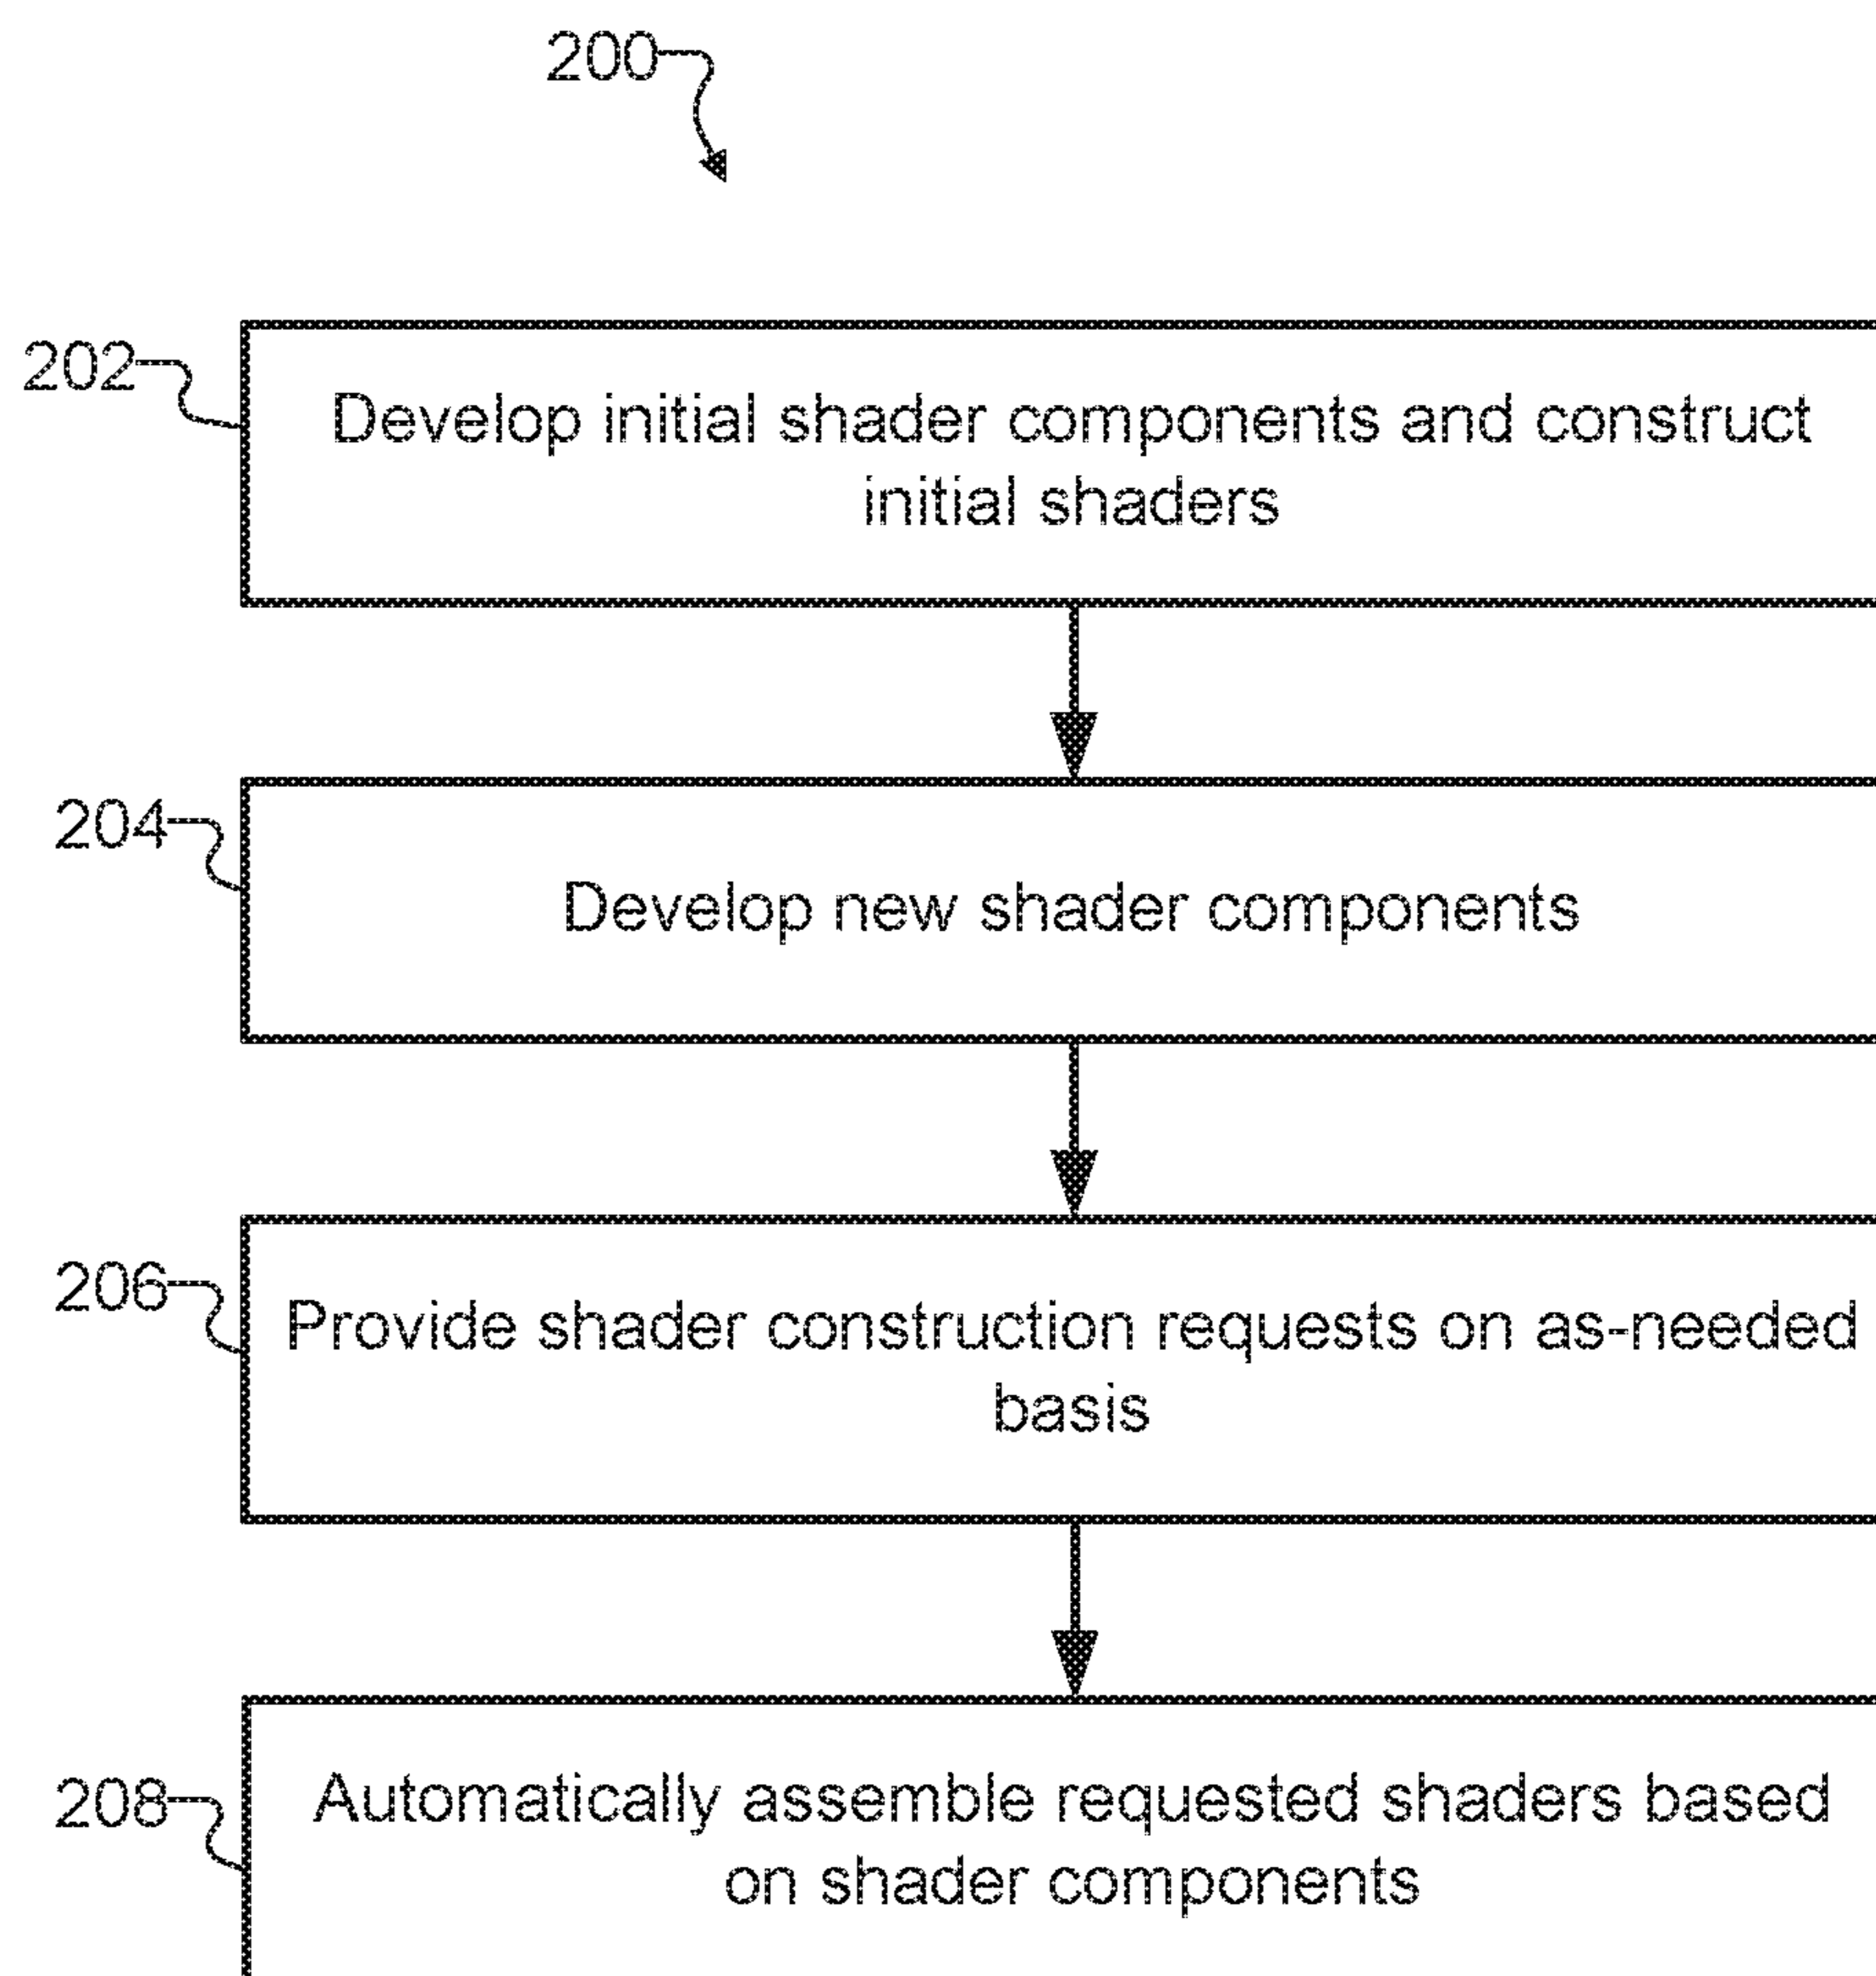 200
202
Develop initial shader components and construct
initial shaders
204
Develop new shader components
206
Provide shader construction requests on as-needed
basis
208
Automatically assemble requested shaders based
on shader components